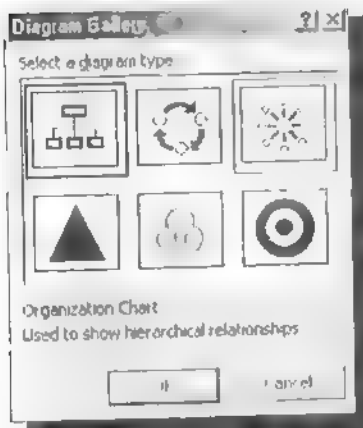 Diagram Gallery ? ×
Select a diagram type
Organization Chart
Used to show hierarchical relationships
Cancel